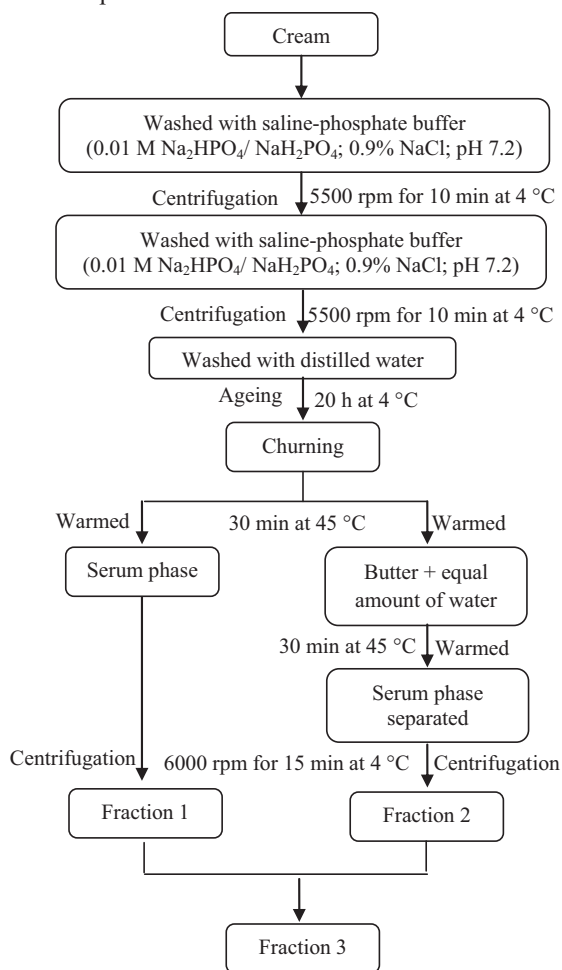 Cream
Washed with saline-phosphate buffer
(0.01 M Na₂HPO₄/ NaH₂PO₄; 0.9% NaCl; pH 7.2)
Centrifugation 5500 rpm for 10 min at 4 °C
Washed with saline-phosphate buffer
(0.01 M Na₂HPO₄/ NaH₂PO₄; 0.9% NaCl; pH 7.2)
Centrifugation 5500 rpm for 10 min at 4 °C
Washed with distilled water
Ageing 20 h at 4 °C
Churning
Warmed 30 min at 45 °C Warmed
Serum phase
Butter + equal
amount of water
30 min at 45 °C Warmed
Serum phase
separated
Centrifugation 6000 rpm for 15 min at 4 °C Centrifugation
Fraction 1 Fraction 2
Fraction 3